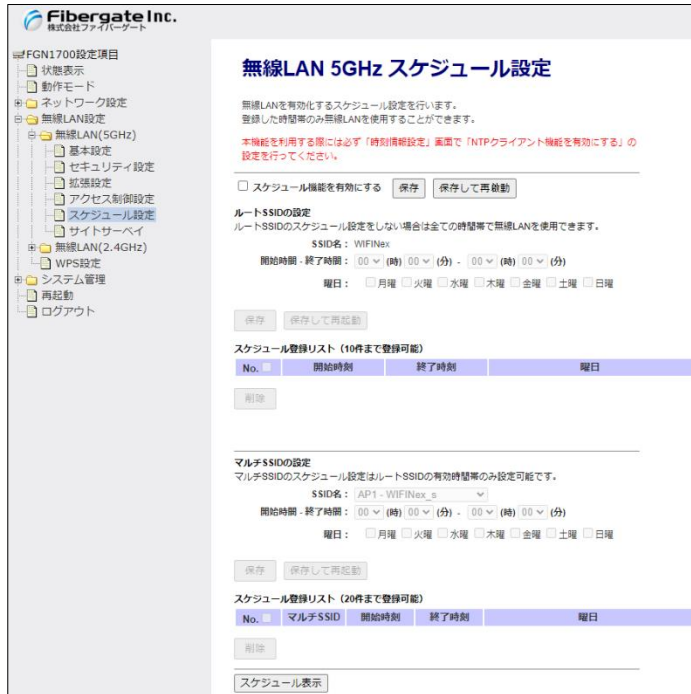 Fibergate Inc.
株式会社ファイバーゲート
FGN1700設定項目
状態表示
動作モード
ネットワーク設定
無線LAN設定
無線LAN(5GHz)
基本設定
セキュリティ設定
拡張設定
アクセス制御設定
スケジュール設定
サイトサーベイ
無線LAN(2.4GHz)
WPS設定
システム管理
再起動
ログアウト
無線LAN 5GHz スケジュール設定
無線LANを有効化するスケジュール設定を行います。
登録した時間帯のみ無線LANを使用することができます。
本機能を利用する際には必ず「時刻情報設定」画面で「NTPクライアント機能を有効にする」の
設定を行ってください。
スケジュール機能を有効にする 保存 保存して再起動
ルートSSIDの設定
ルートSSIDのスケジュール設定をしない場合は全ての時間帯で無線LANを使用できます。
SSID名： WIFINex
開始時間 - 終了時間： 00 (時) 00 (分) - 00 (時) 00 (分)
曜日： 月曜 火曜 水曜 木曜 金曜 土曜 日曜
保存 保存して再起動
スケジュール登録リスト（10件まで登録可能）
No. 開始時刻 終了時刻 曜日
削除
マルチSSIDの設定
マルチSSIDのスケジュール設定はルートSSIDの有効時間帯のみ設定可能です。
SSID名： AP1 - WIFINex_s
開始時間 - 終了時間： 00 (時) 00 (分) - 00 (時) 00 (分)
曜日： 月曜 火曜 水曜 木曜 金曜 土曜 日曜
保存 保存して再起動
スケジュール登録リスト（20件まで登録可能）
No. マルチSSID 開始時刻 終了時刻 曜日
削除
スケジュール表示